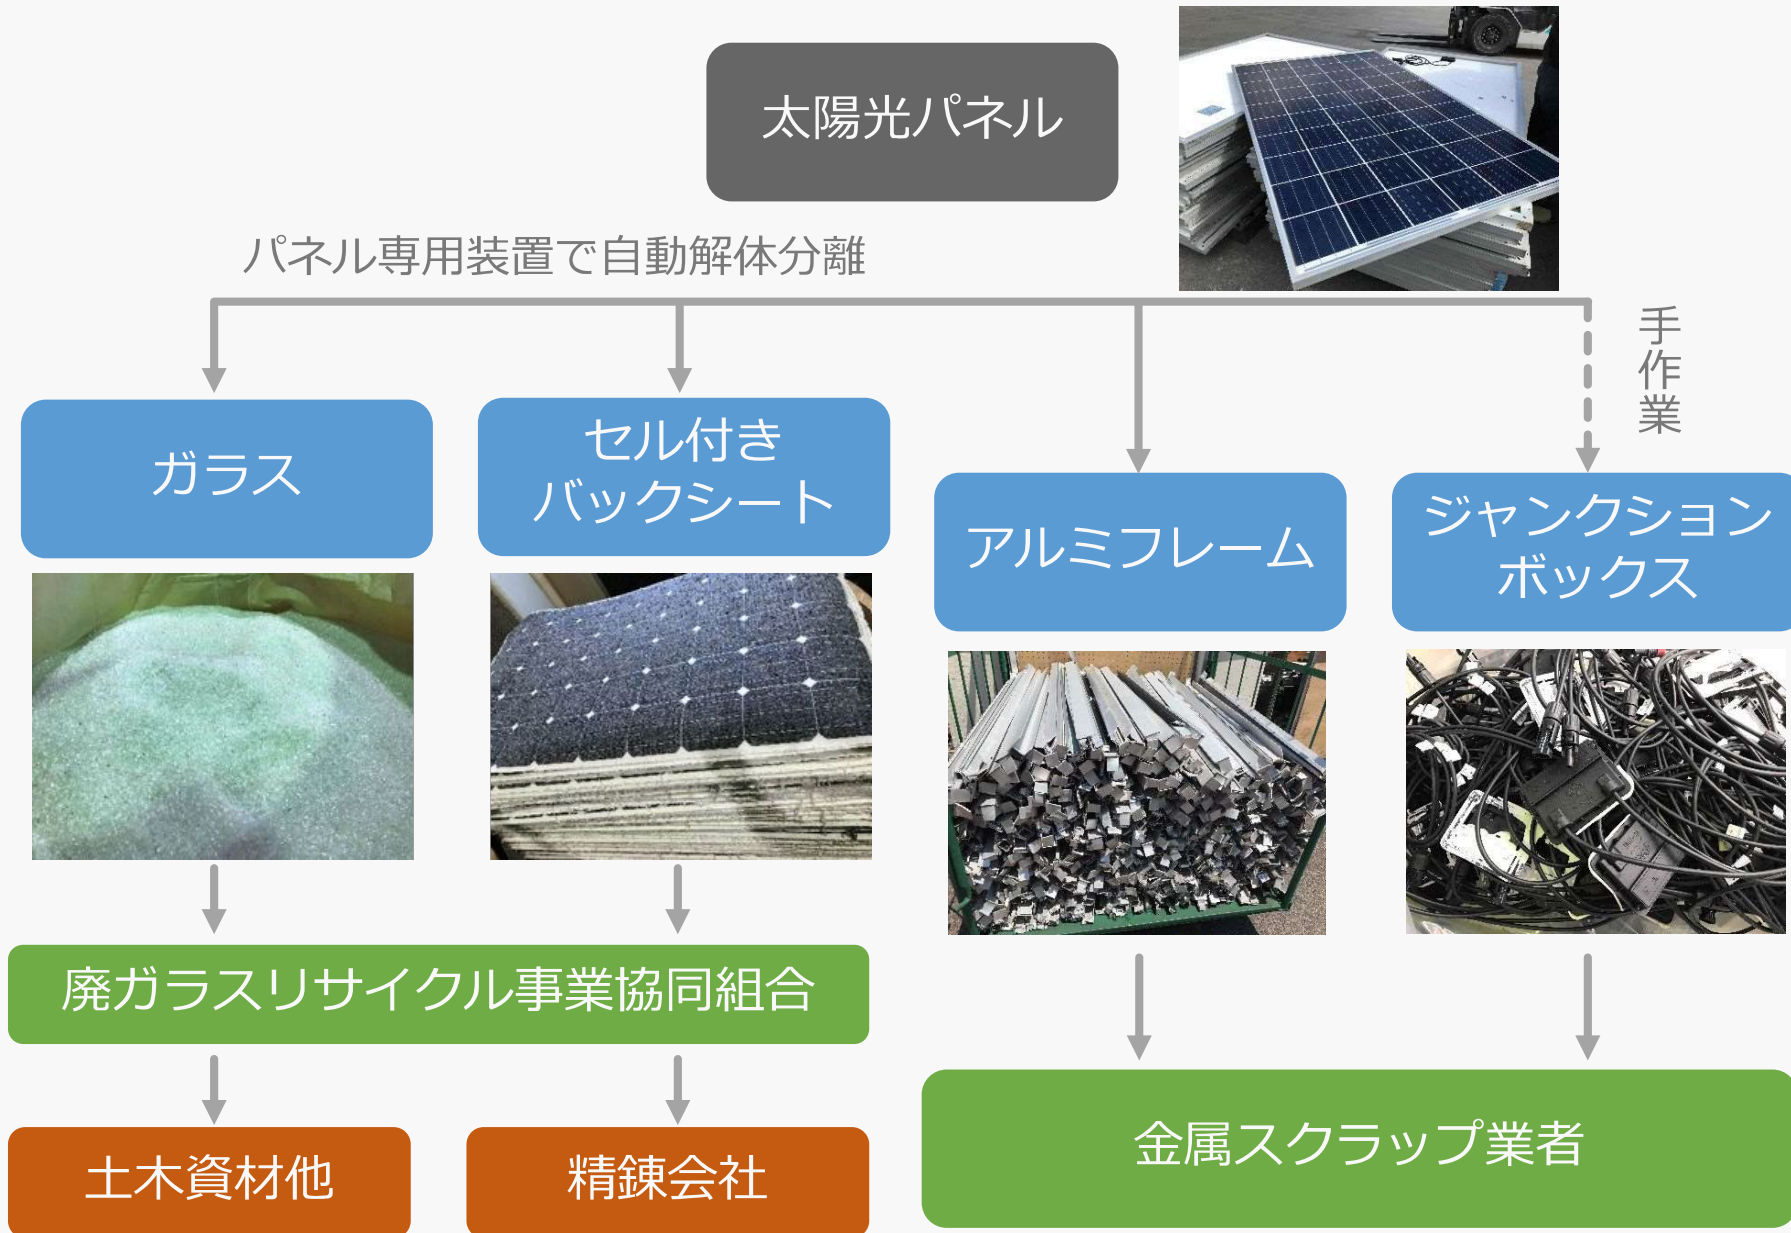 太陽光パネル
パネル専用装置で自動解体分離
手作業
ガラス
セル付き
バックシート
アルミフレーム
ジャンクション
ボックス
廃ガラスリサイクル事業協同組合
土木資材他
精錬会社
金属スクラップ業者